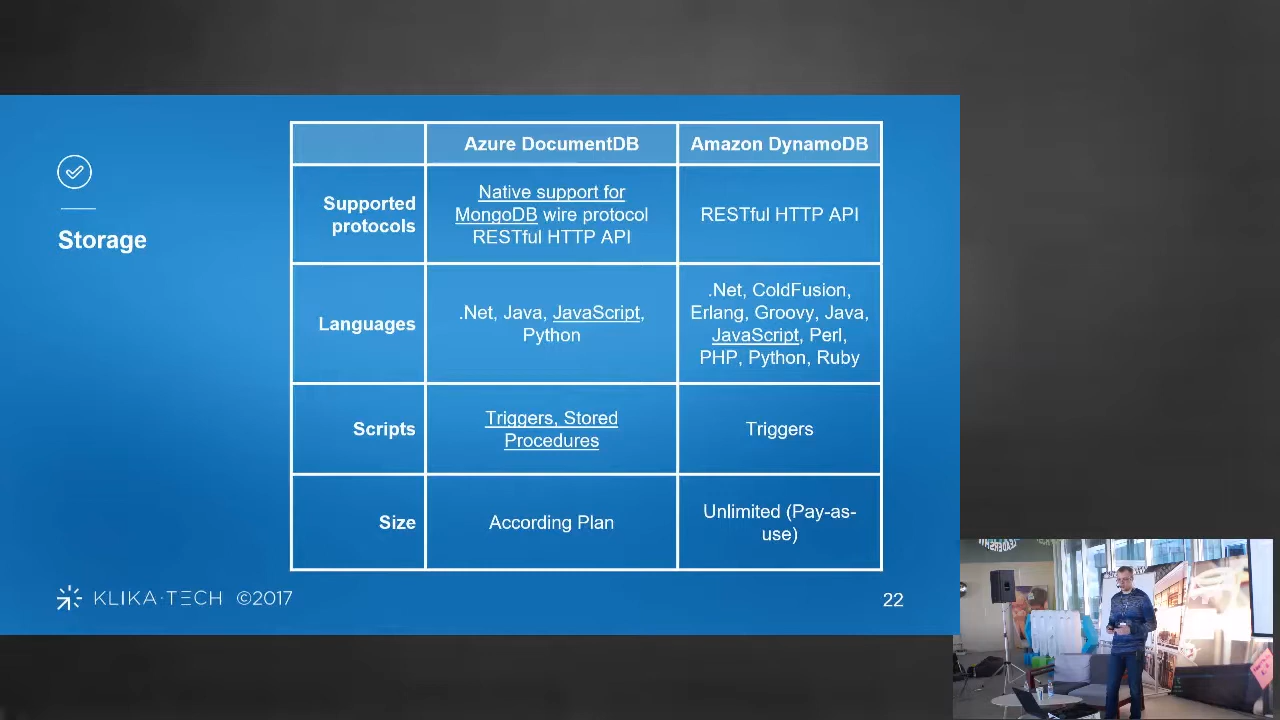 Storage
Azure DocumentDB
Amazon DynamoDB
Supported
protocols
Native support for
MongoDB wire protocol
RESTful HTTP API
RESTful HTTP API
Languages
.Net, Java, JavaScript,
Python
.Net, ColdFusion,
Erlang, Groovy, Java,
JavaScript, Perl,
PHP, Python, Ruby
Scripts
Triggers, Stored
Procedures
Triggers
Size
According Plan
Unlimited (Pay-as-
use)
KLIKA·TECH ©2017
22
LEADERSHIP